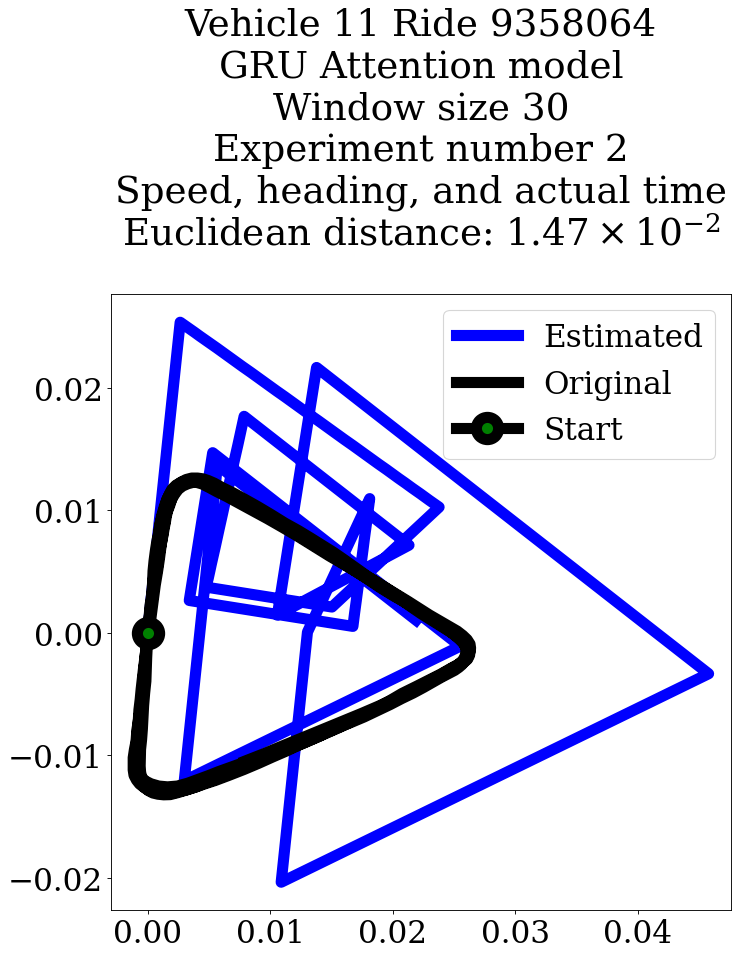 Vehicle 11 Ride 9358064
GRU Attention model
Window size 30
Experiment number 2
Speed, heading, and actual time
Euclidean distance: 1.47 × 10⁻²
Estimated
Original
Start
0.02
0.01
0.00
−0.01
−0.02
0.00 0.01 0.02 0.03 0.04